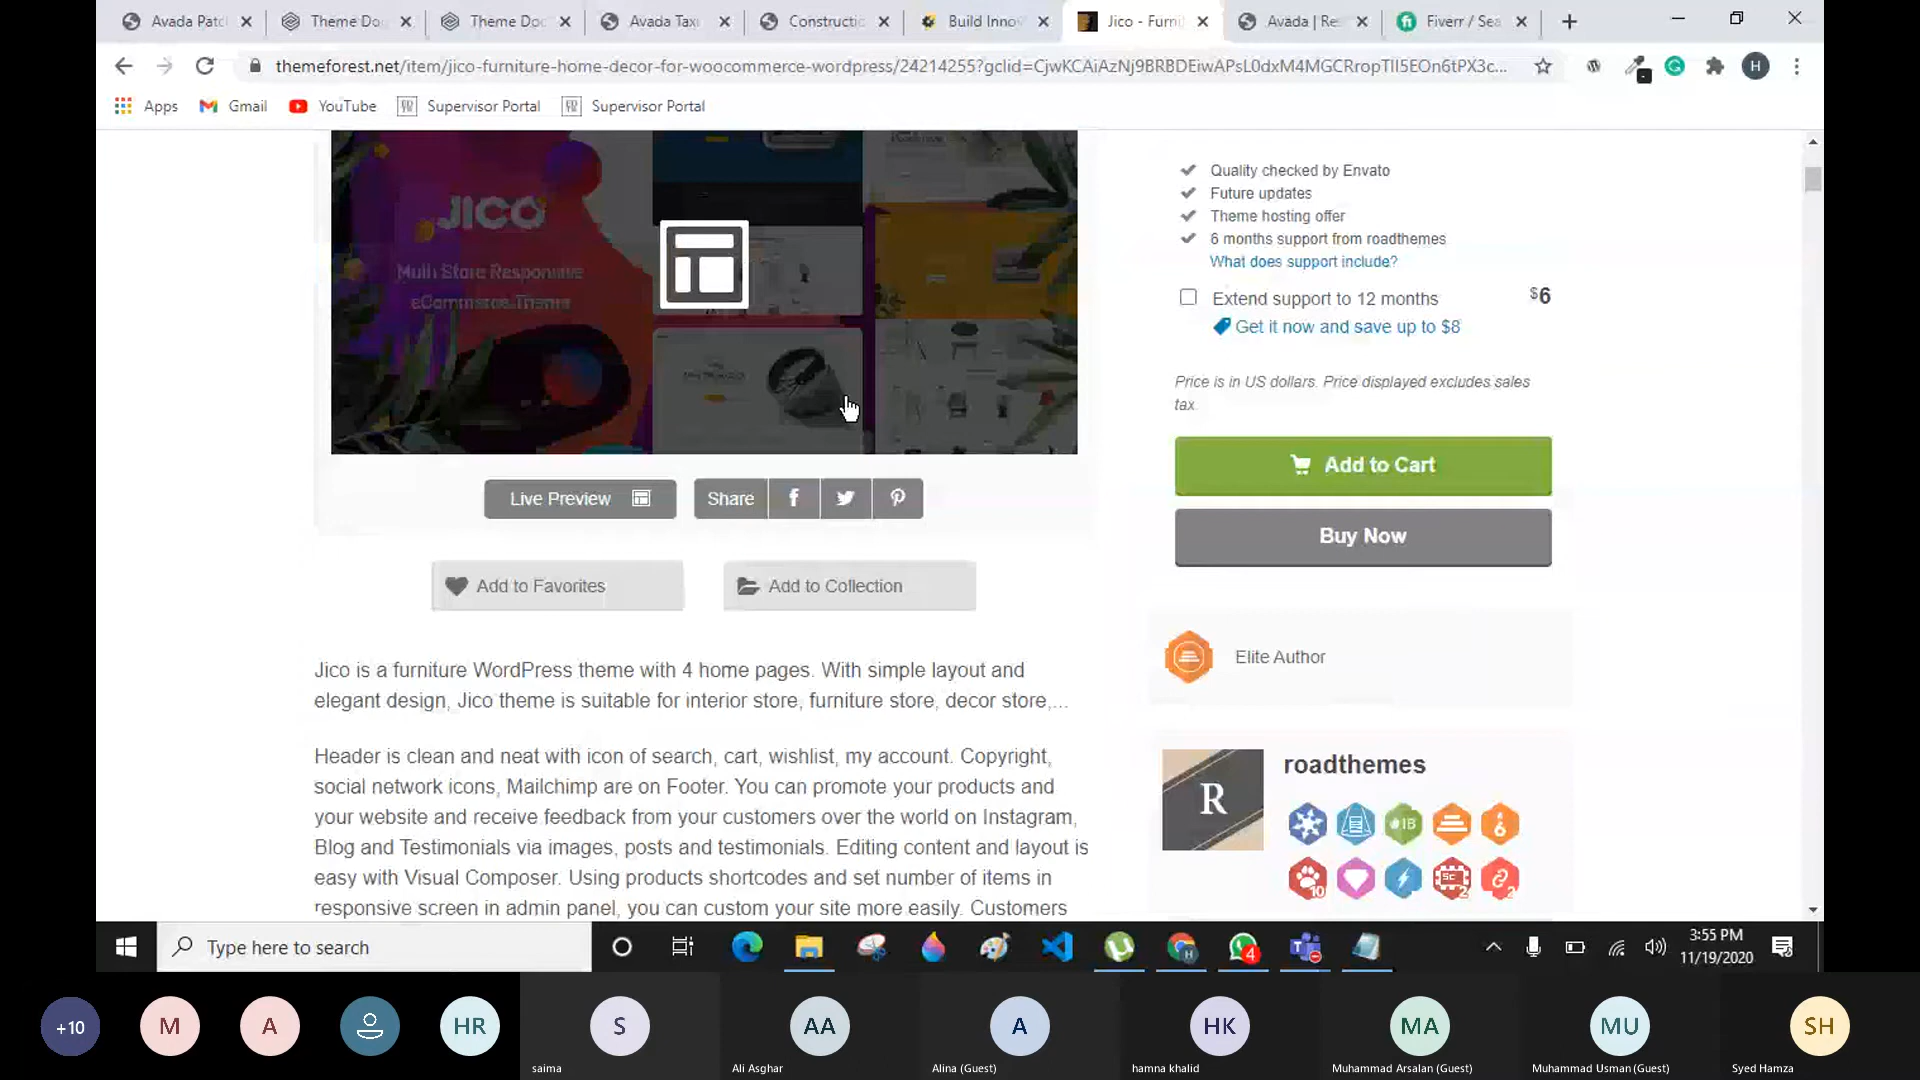 Avada Patc
Theme Do
Theme Doc
Avada Tax
Constructio
Build Inno
Jico - Furni
Avada | Re
Fiverr / Sea
themeforest.net/item/jico-furniture-home-decor-for-woocommerce-wordpress/24214255?gclid=CjwKCAiAzNj9BRBDEiwAPsL0dxM4MGCRropTII5EOn6tPX3c...
H
Apps
Gmail
YouTube
Supervisor Portal
Supervisor Portal
JICO
Multi Store Responsive
eCommerce Theme
Quality checked by Envato
Future updates
Theme hosting offer
6 months support from roadthemes
What does support include?
Extend support to 12 months
$6
Get it now and save up to $8
Price is in US dollars. Price displayed excludes sales
tax.
Add to Cart
Buy Now
Live Preview
Share
Add to Favorites
Add to Collection
Elite Author
Jico is a furniture WordPress theme with 4 home pages. With simple layout and
elegant design, Jico theme is suitable for interior store, furniture store, decor store,...
Header is clean and neat with icon of search, cart, wishlist, my account. Copyright,
social network icons, Mailchimp are on Footer. You can promote your products and
your website and receive feedback from your customers over the world on Instagram,
Blog and Testimonials via images, posts and testimonials. Editing content and layout is
easy with Visual Composer. Using products shortcodes and set number of items in
responsive screen in admin panel, you can custom your site more easily. Customers
R
roadthemes
Type here to search
4
3:55 PM
11/19/2020
+10
M
A
HR
S
AA
A
HK
MA
MU
SH
saima
Ali Asghar
Alina (Guest)
hamna khalid
Muhammad Arsalan (Guest)
Muhammad Usman (Guest)
Syed Hamza